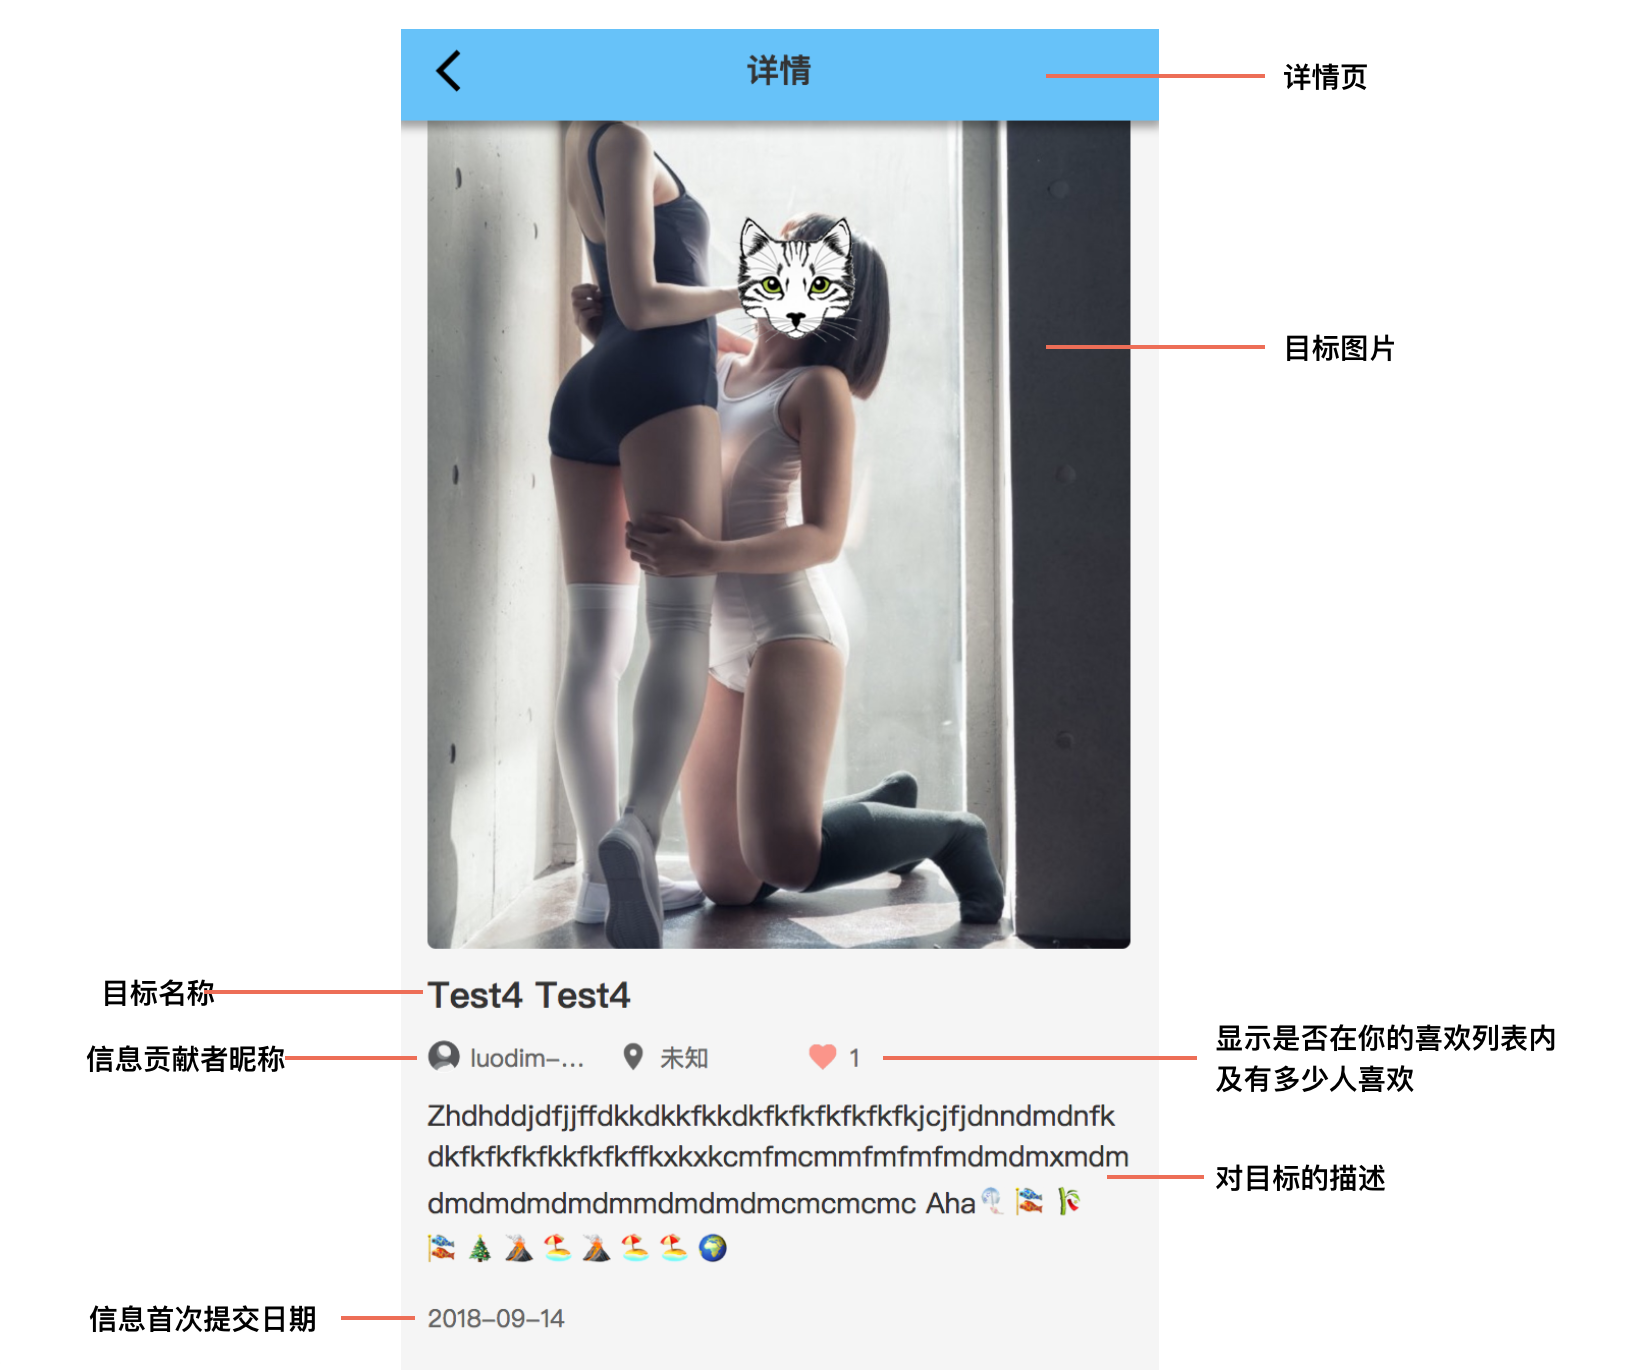 详情
详情页
目标图片
目标名称
Test4 Test4
信息贡献者昵称
luodim-...
未知
1
显示是否在你的喜欢列表内
及有多少人喜欢
Zhdhddjdfjjffdkkdkkfkkdkfkfkfkfkfkfkjcjfjdnndmdnfk
dkfkfkfkfkkfkfkfkffkxkxkcmfmcmmfmfmfmdmdmxmdm
对目标的描述
dmdmdmdmdmmdmdmdmcmcmcmc Aha🎐🎏🎋
🎏🎄🌋🏖🌋🏖🏖🌍
信息首次提交日期
2018-09-14